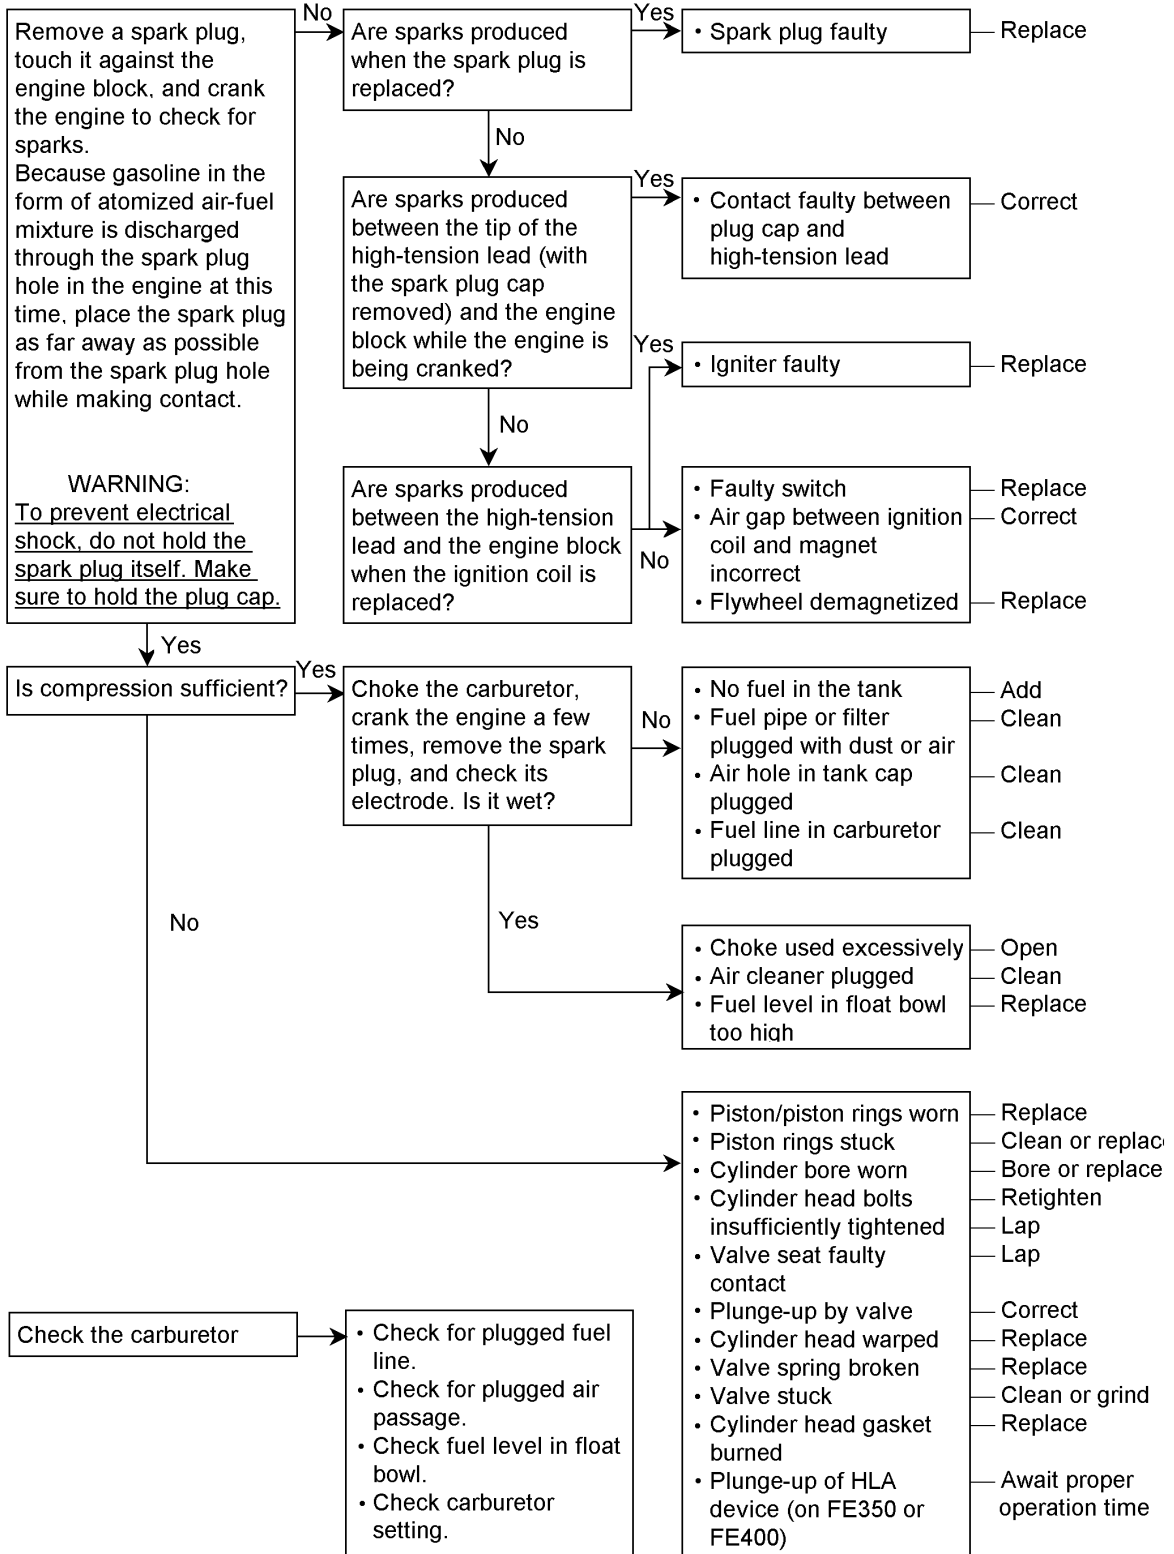 Remove a spark plug,
touch it against the
engine block, and crank
the engine to check for
sparks.
Because gasoline in the
form of atomized air-fuel
mixture is discharged
through the spark plug
hole in the engine at this
time, place the spark plug
as far away as possible
from the spark plug hole
while making contact.
WARNING:
To prevent electrical
shock, do not hold the
spark plug itself. Make
sure to hold the plug cap.
No
Are sparks produced
when the spark plug is
replaced?
Yes
• Spark plug faulty
Replace
No
Are sparks produced
between the tip of the
high-tension lead (with
the spark plug cap
removed) and the engine
block while the engine is
being cranked?
Yes
• Contact faulty between
plug cap and
high-tension lead
Correct
No
Are sparks produced
between the high-tension
lead and the engine block
when the ignition coil is
replaced?
Yes
• Igniter faulty
Replace
No
• Faulty switch
Replace
• Air gap between ignition
Correct
coil and magnet
incorrect
• Flywheel demagnetized
Replace
Yes
Is compression sufficient?
Yes
Choke the carburetor,
crank the engine a few
times, remove the spark
plug, and check its
electrode. Is it wet?
No
• No fuel in the tank
Add
• Fuel pipe or filter
Clean
plugged with dust or air
• Air hole in tank cap
Clean
plugged
• Fuel line in carburetor
Clean
plugged
Yes
• Choke used excessively
Open
• Air cleaner plugged
Clean
• Fuel level in float bowl
Replace
too high
No
• Piston/piston rings worn
Replace
• Piston rings stuck
Clean or replace
• Cylinder bore worn
Bore or replace
• Cylinder head bolts
Retighten
insufficiently tightened
Lap
• Valve seat faulty
Lap
contact
• Plunge-up by valve
Correct
• Cylinder head warped
Replace
• Valve spring broken
Replace
• Valve stuck
Clean or grind
• Cylinder head gasket
Replace
burned
• Plunge-up of HLA
Await proper
device (on FE350 or
operation time
FE400)
Check the carburetor
• Check for plugged fuel
line.
• Check for plugged air
passage.
• Check fuel level in float
bowl.
• Check carburetor
setting.